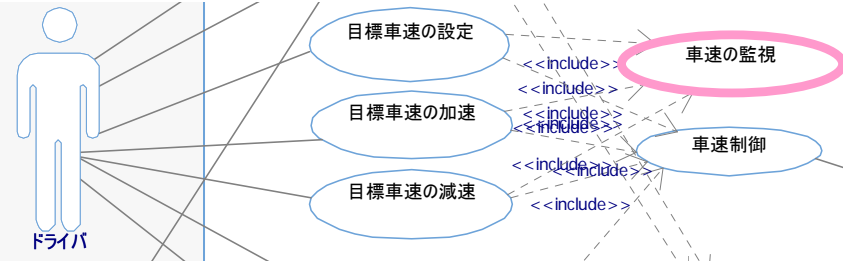 目標車速の設定
車速の監視
<<include>>
<<include>>
目標車速の加速
<<include>>
<<include>>
<<include>>
車速制御
<<include>>
<<include>>
目標車速の減速
<<include>>
ドライバ